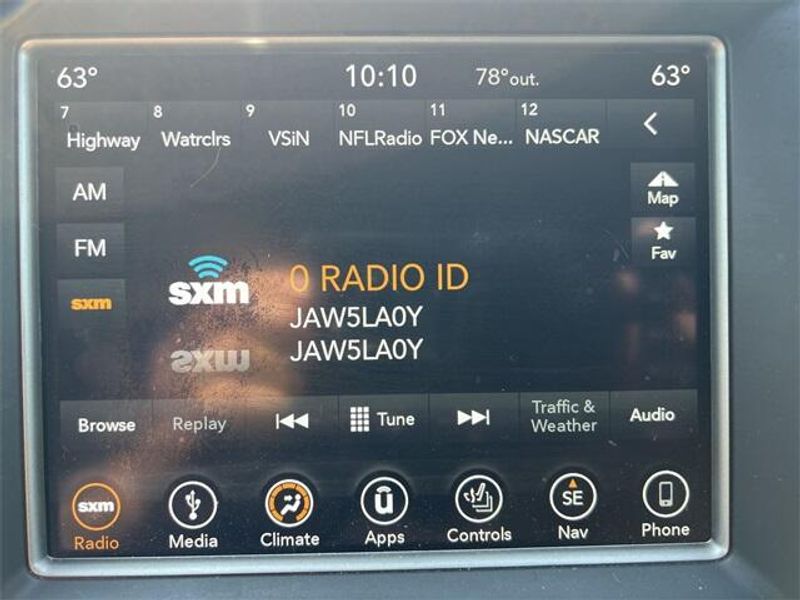 63° 10:10 78°out. 63°
7 8 9 10 11 12
Highway Watrclrs VSiN NFLRadio FOX Ne... NASCAR
AM
Map
FM
Fav
sxm
sxm
0 RADIO ID
JAW5LA0Y
JAW5LA0Y
sxm
Browse Replay Tune Traffic & Weather Audio
sxm SE
Radio Media Climate Apps Controls Nav Phone